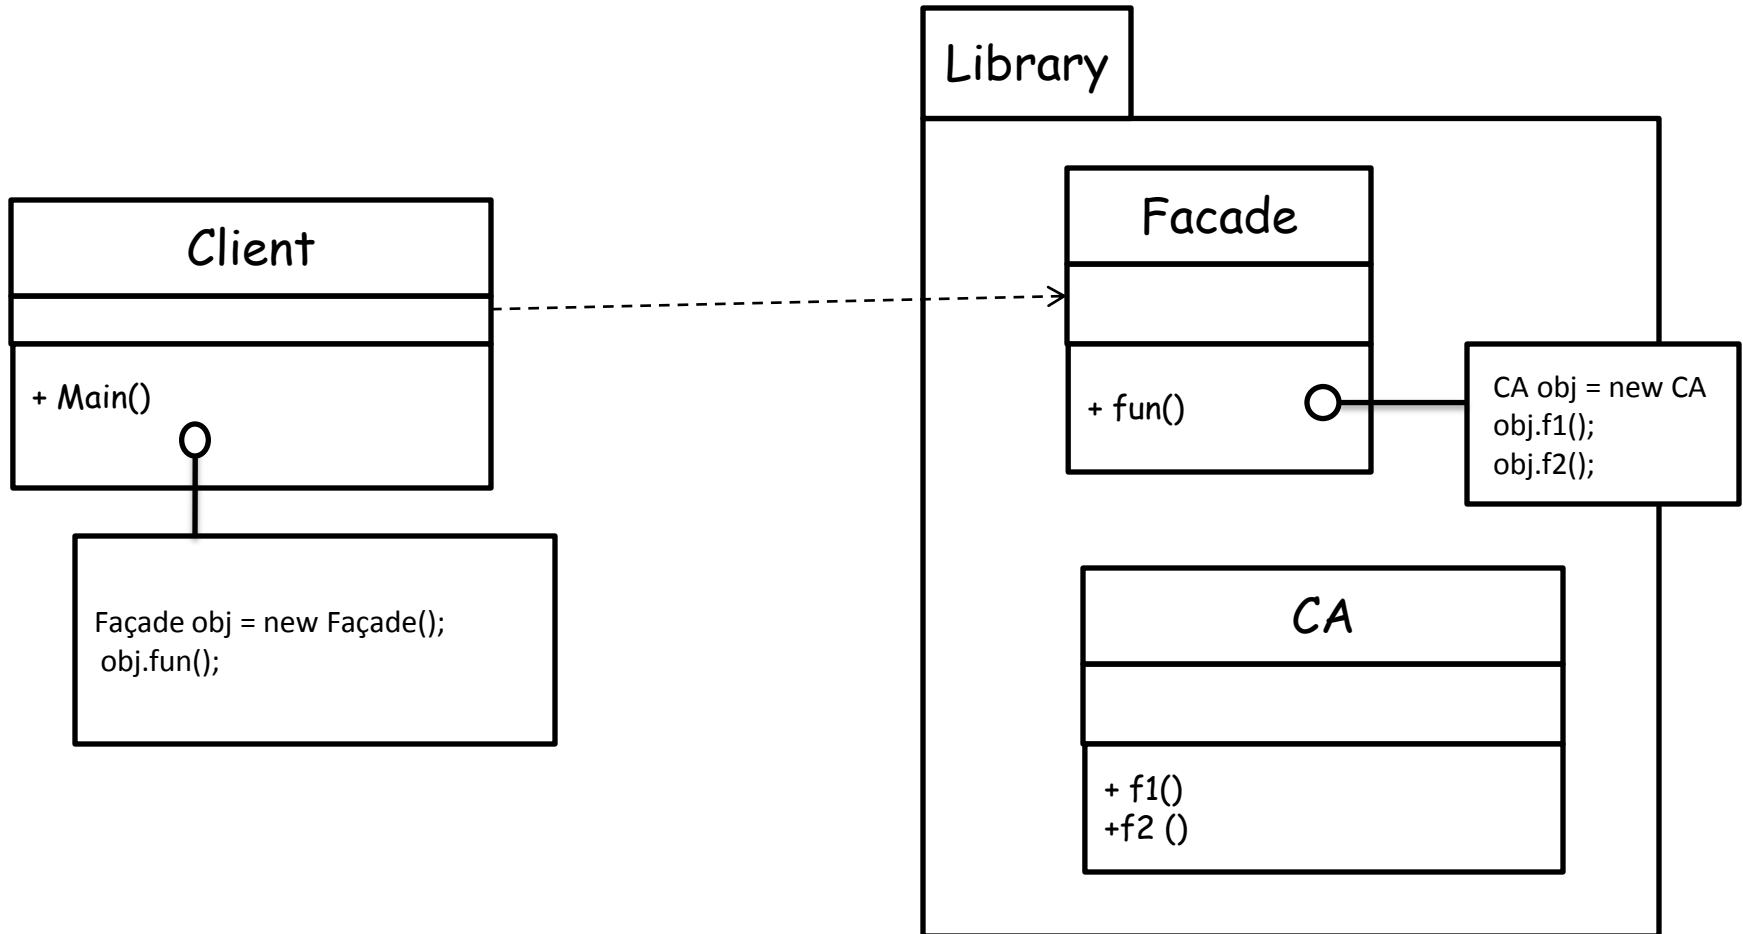 Library
Facade
Client
+ Main()
+ fun()
CA obj = new CA
obj.f1();
obj.f2();
Façade obj = new Façade();
obj.fun();
CA
+ f1()
+f2 ()